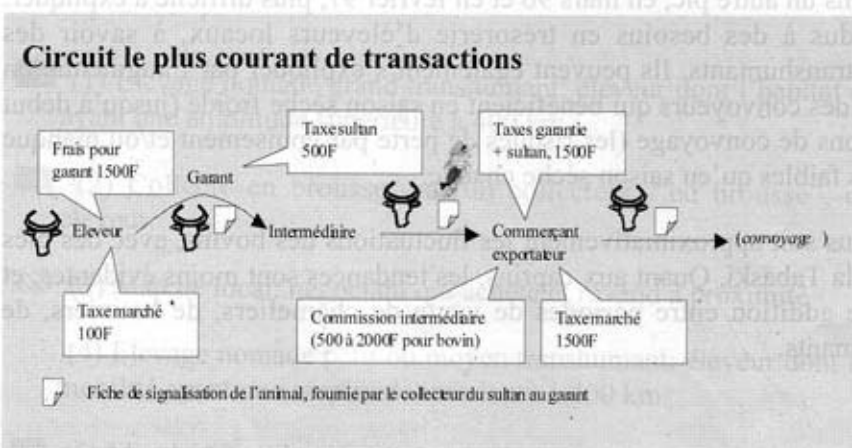 Circuit le plus courant de transactions
Frais pour
garant 1500F
Garant
Taxe sultan
500F
Taxes garantie
+ sultan, 1500F
Eleveur
Intermédiaire
Commerçant
exportateur
(convoyage )
Taxe marché *
100F
Commission intermédiaire
(500 à 2000F pour bovin)
Taxe marché
1500F
Fiche de signalisation de l'animal, fournie par le collecteur du sultan au garant